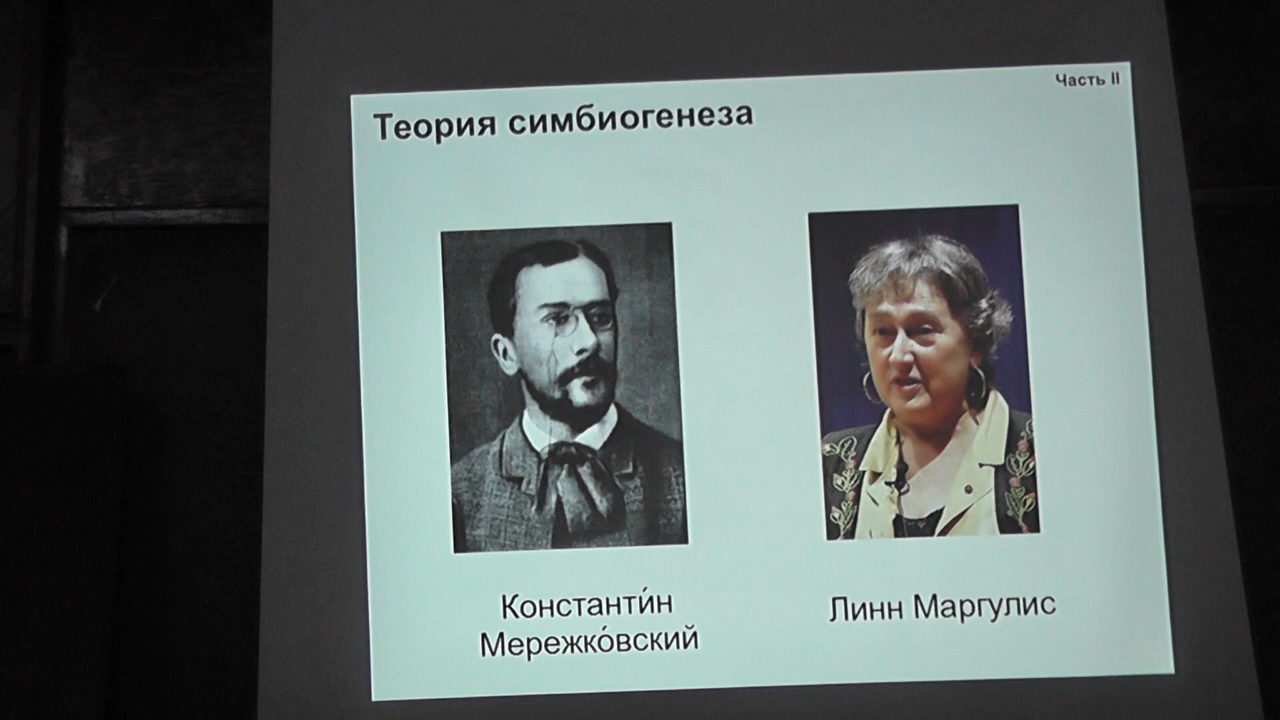 Часть II
Теория симбиогенеза
Константи́н
Мережко́вский
Линн Маргулис